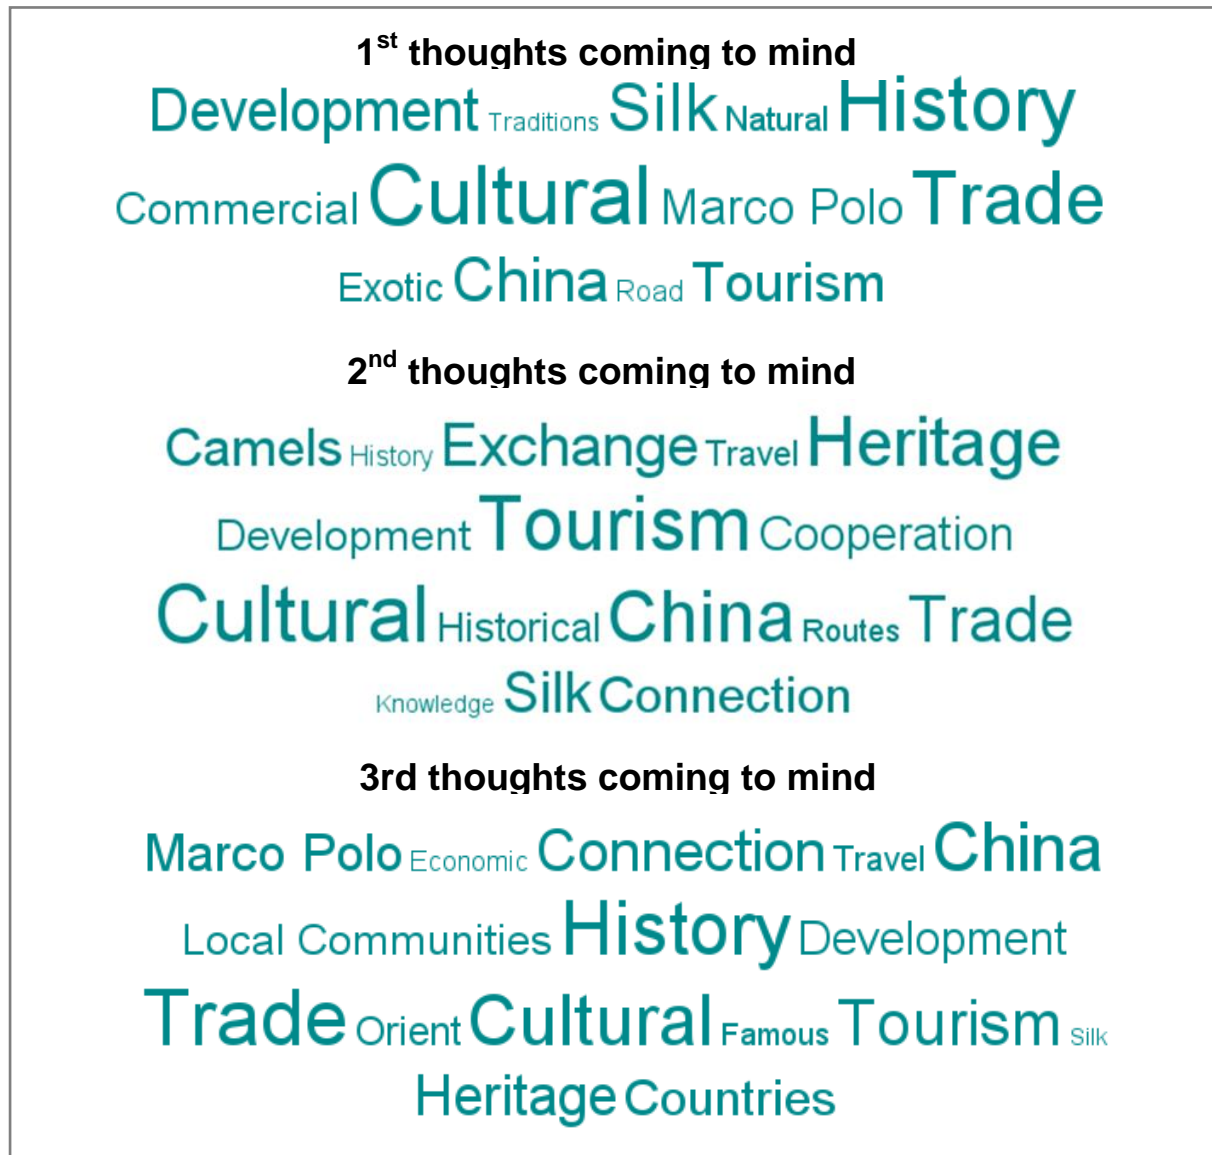 1st thoughts coming to mind
Development Traditions Silk Natural History
Commercial Cultural Marco Polo Trade
Exotic China Road Tourism
2nd thoughts coming to mind
Camels History Exchange Travel Heritage
Development Tourism Cooperation
Cultural Historical China Routes Trade
Knowledge Silk Connection
3rd thoughts coming to mind
Marco Polo Economic Connection Travel China
Local Communities History Development
Trade Orient Cultural Famous Tourism Silk
Heritage Countries